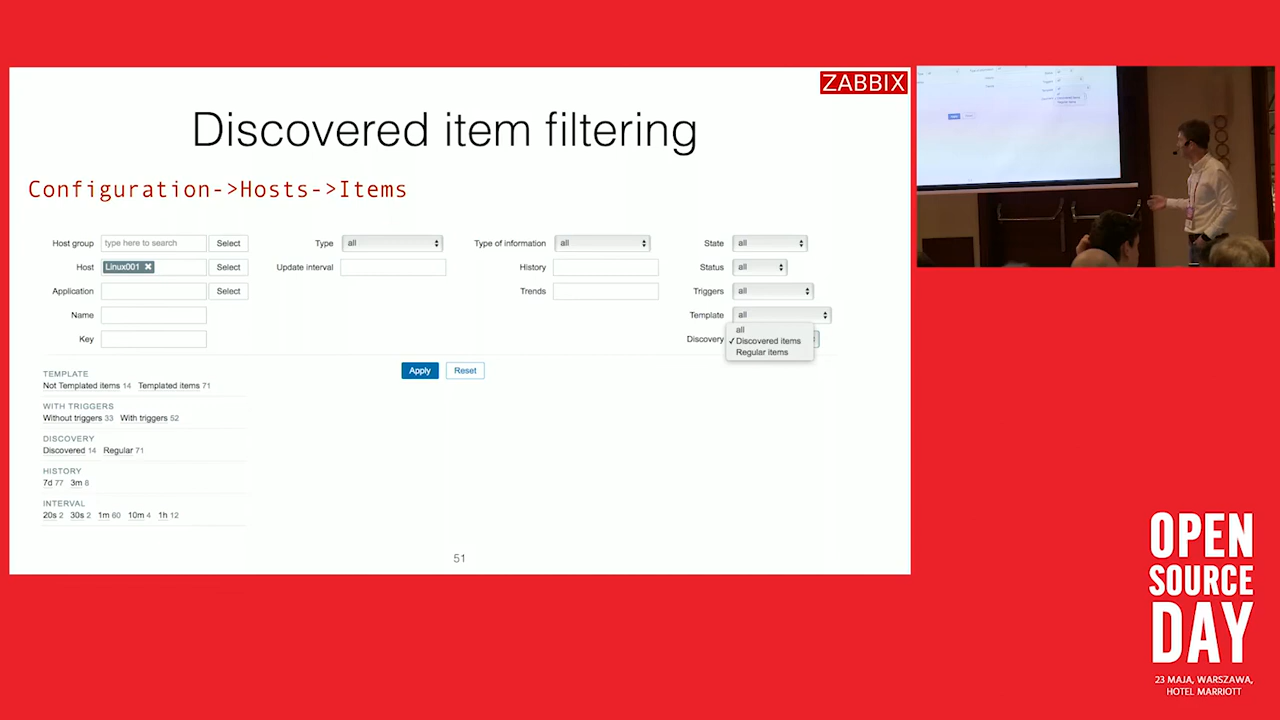 ZABBIX
Discovered item filtering
Configuration->Hosts->Items
Host group type here to search Select Type all Type of information all State all
Host Linux001 ✖ Select Update interval History Status all
Application Select Trends Triggers all
Name Template all
Key Discovery
all
✓Discovered items
Regular items
Apply Reset
TEMPLATE
Not Templated items 14 Templated items 71
WITH TRIGGERS
Without triggers 33 With triggers 52
DISCOVERY
Discovered 14 Regular 71
HISTORY
7d 77 3m 8
INTERVAL
20s 2 30s 2 1m 60 10m 4 1h 12
51
OPEN
SOURCE
DAY
23 MAJA, WARSZAWA,
HOTEL MARRIOTT